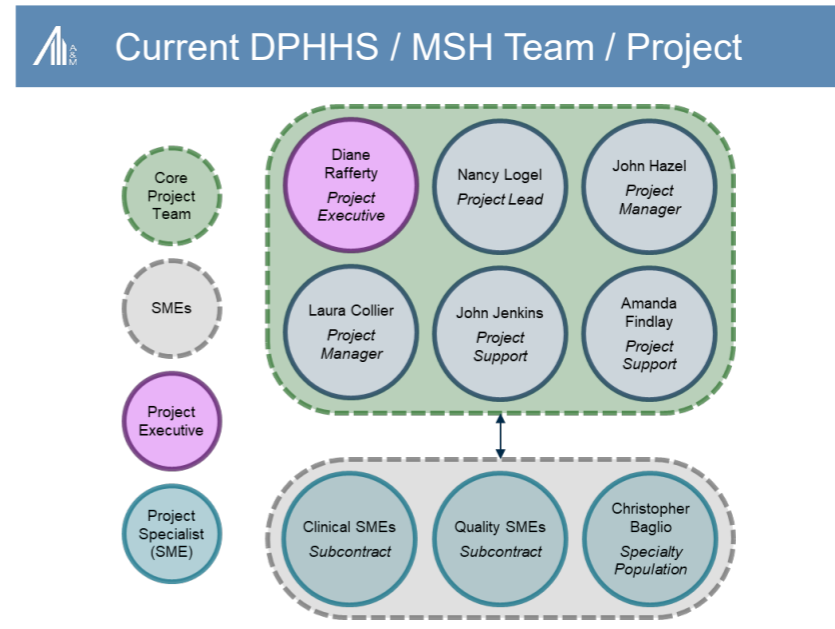 A & M
Current DPHHS / MSH Team / Project
Core
Project
Team
SMEs
Project
Executive
Project
Specialist
(SME)
Diane
Rafferty
Project
Executive
Nancy Logel
Project Lead
John Hazel
Project
Manager
Laura Collier
Project
Manager
John Jenkins
Project
Support
Amanda
Findlay
Project
Support
Clinical SMEs
Subcontract
Quality SMEs
Subcontract
Christopher
Baglio
Specialty
Population